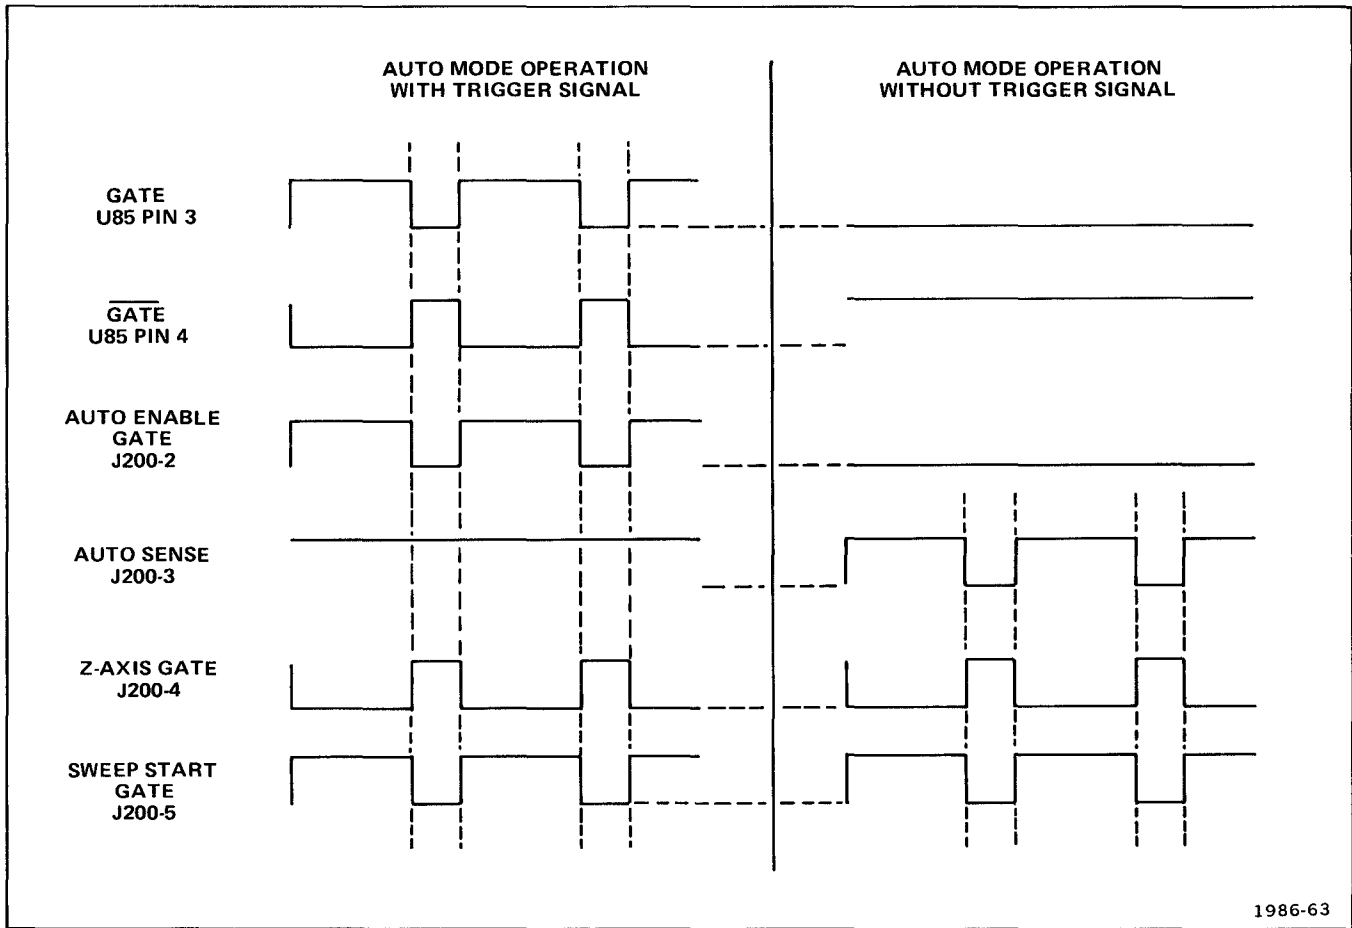 AUTO MODE OPERATION
WITH TRIGGER SIGNAL
AUTO MODE OPERATION
WITHOUT TRIGGER SIGNAL
GATE
U85 PIN 3
GATE
U85 PIN 4
AUTO ENABLE
GATE
J200-2
AUTO SENSE
J200-3
Z-AXIS GATE
J200-4
SWEEP START
GATE
J200-5
1986-63